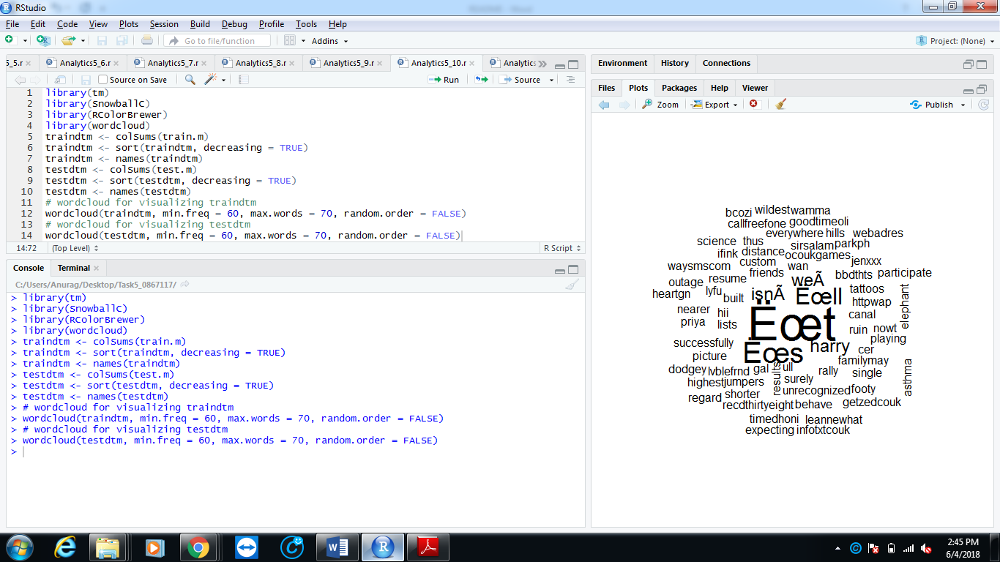 RStudio
File Edit Code View Plots Session Build Debug Profile Tools Help
Go to file/function Addins Project: (None)
5_5.r Analytics5_6.r Analytics5_7.r Analytics5_8.r Analytics5_9.r Analytics5_10.r Analytics
Source on Save Run Source
1 library(tm)
2 library(SnowballC)
3 library(RColorBrewer)
4 library(wordcloud)
5 traindtm <- colSums(train.m)
6 traindtm <- sort(traindtm, decreasing = TRUE)
7 traindtm <- names(traindtm)
8 testdtm <- colSums(test.m)
9 testdtm <- sort(testdtm, decreasing = TRUE)
10 testdtm <- names(testdtm)
11 # wordcloud for visualizing traindtm
12 wordcloud(traindtm, min.freq = 60, max.words = 70, random.order = FALSE)
13 # wordcloud for visualizing testdtm
14 wordcloud(testdtm, min.freq = 60, max.words = 70, random.order = FALSE)
14:72 (Top Level) R Script
Console Terminal
C:/Users/Anurag/Desktop/Task5_0867117/
> library(tm)
> library(SnowballC)
> library(RColorBrewer)
> library(wordcloud)
> traindtm <- colSums(train.m)
> traindtm <- sort(traindtm, decreasing = TRUE)
> traindtm <- names(traindtm)
> testdtm <- colSums(test.m)
> testdtm <- sort(testdtm, decreasing = TRUE)
> testdtm <- names(testdtm)
> # wordcloud for visualizing traindtm
> wordcloud(traindtm, min.freq = 60, max.words = 70, random.order = FALSE)
> # wordcloud for visualizing testdtm
> wordcloud(testdtm, min.freq = 60, max.words = 70, random.order = FALSE)
>
Environment History Connections
Files Plots Packages Help Viewer
Zoom Export Publish
bcozi wildest wamma
callfreefone goodtimeoli
everywhere hills webadres
science thus sirsalam parkph
ifink distance ocoukgames
waysmscom custom wan jenxxx
outage resume friends weÃ bbdthts participate
heartgn lyfu built isnÃ Ëœll tattoos
httpwap elephant
nearer hii Ëœt canal
priya lists ruin nowt
successfully harry playing
picture Ëœs cer
familymay
dodgey lvblefrnd gal results ull rally single asthma
highest jumpers surely
regard shorter unrecognized footy
recdthirtyeight behave getzedcouk
timedhoni leannewhat
expecting infotxtcouk
2:45 PM
6/4/2018